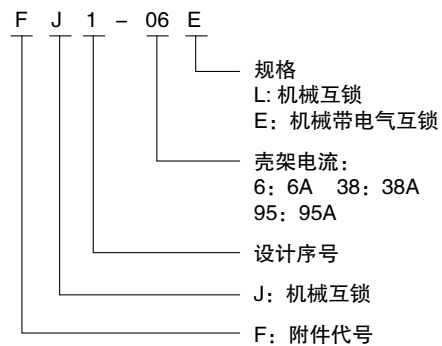 F J 1 – 06 E
规格
L: 机械互锁
E：机械带电气互锁
壳架电流：
6：6A 38：38A
95：95A
设计序号
J：机械互锁
F：附件代号